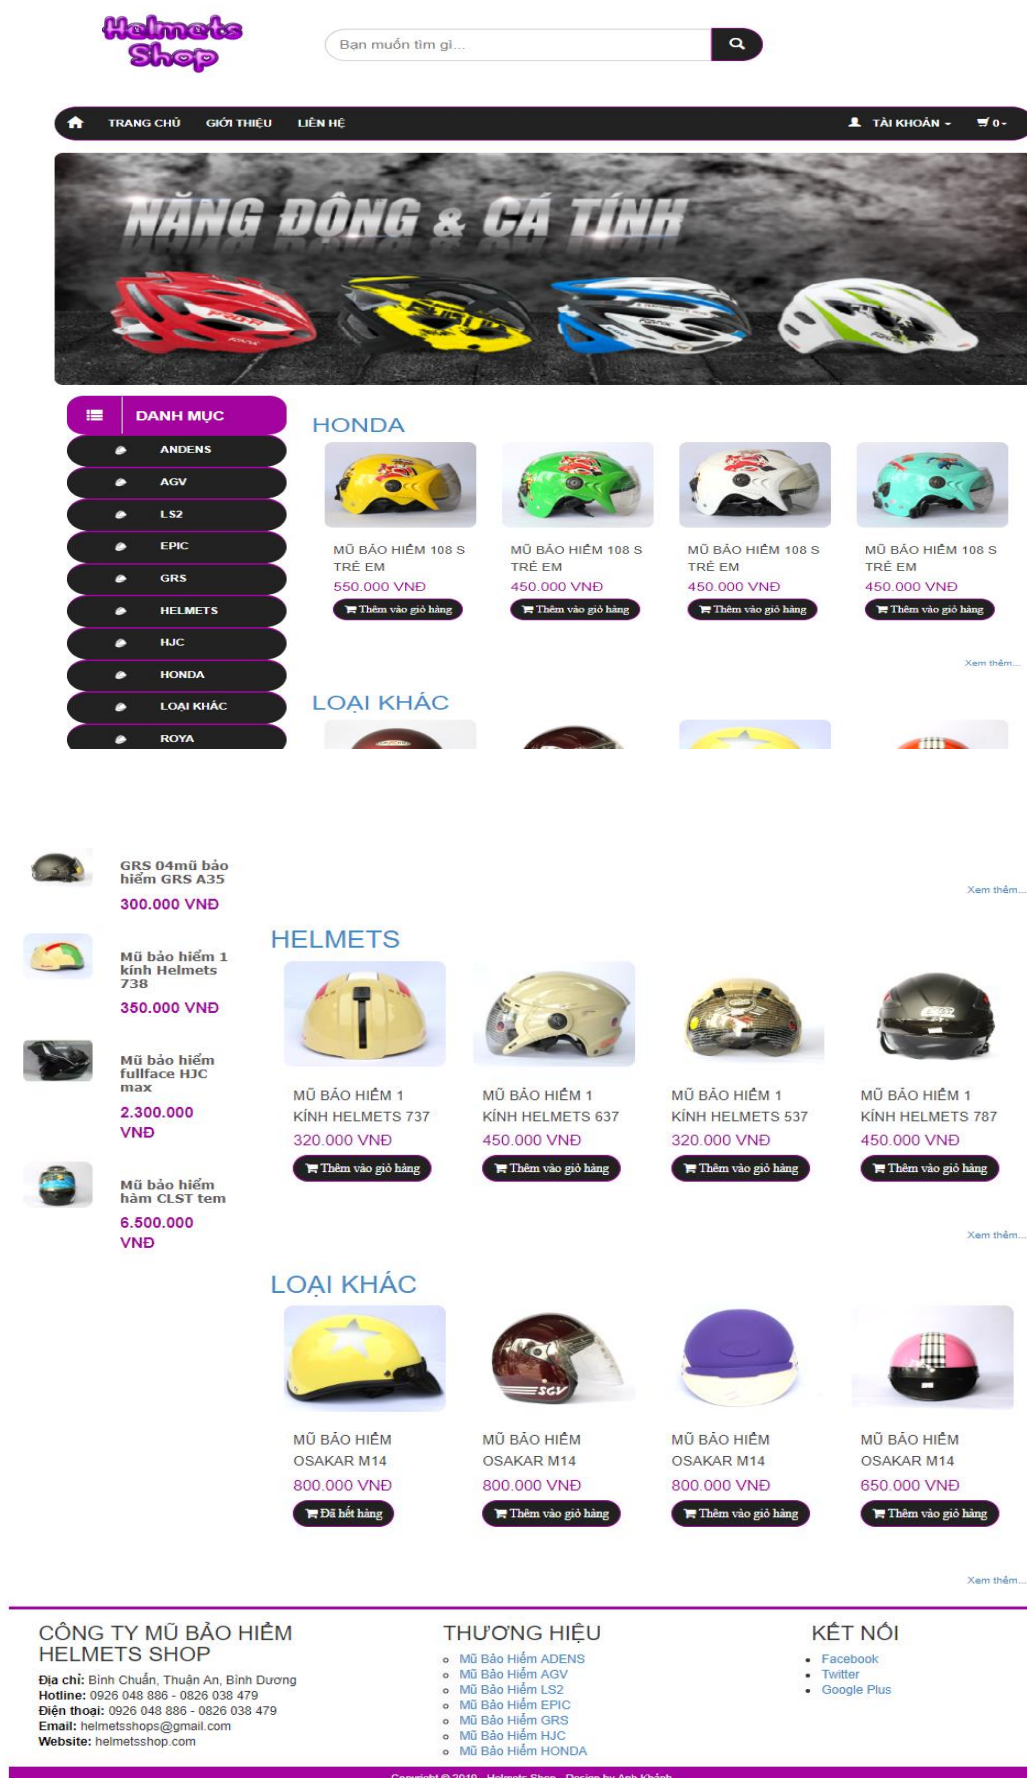 Helmets
Shop
Bạn muốn tìm gì...
TRANG CHỦ GIỚI THIỆU LIÊN HỆ TÀI KHOẢN 0
NĂNG ĐỘNG & CÁ TÍNH
DANH MỤC
ANDENS
AGV
LS2
EPIC
GRS
HELMETS
HJC
HONDA
LOẠI KHÁC
ROYA
HONDA
MŨ BẢO HIỂM 108 S
TRẺ EM
550.000 VNĐ
Thêm vào giỏ hàng
MŨ BẢO HIỂM 108 S
TRẺ EM
450.000 VNĐ
Thêm vào giỏ hàng
MŨ BẢO HIỂM 108 S
TRẺ EM
450.000 VNĐ
Thêm vào giỏ hàng
MŨ BẢO HIỂM 108 S
TRẺ EM
450.000 VNĐ
Thêm vào giỏ hàng
Xem thêm...
LOẠI KHÁC
GRS 04mũ bảo
hiểm GRS A35
300.000 VNĐ
Mũ bảo hiểm 1
kính Helmets
738
350.000 VNĐ
Mũ bảo hiểm
fullface HJC
max
2.300.000
VNĐ
Mũ bảo hiểm
hàm CLST tem
6.500.000
VNĐ
Xem thêm...
HELMETS
MŨ BẢO HIỂM 1
KÍNH HELMETS 737
320.000 VNĐ
Thêm vào giỏ hàng
MŨ BẢO HIỂM 1
KÍNH HELMETS 637
450.000 VNĐ
Thêm vào giỏ hàng
MŨ BẢO HIỂM 1
KÍNH HELMETS 537
320.000 VNĐ
Thêm vào giỏ hàng
MŨ BẢO HIỂM 1
KÍNH HELMETS 787
450.000 VNĐ
Thêm vào giỏ hàng
Xem thêm...
LOẠI KHÁC
SGV
MŨ BẢO HIỂM
OSAKAR M14
800.000 VNĐ
Đã hết hàng
MŨ BẢO HIỂM
OSAKAR M14
800.000 VNĐ
Thêm vào giỏ hàng
MŨ BẢO HIỂM
OSAKAR M14
800.000 VNĐ
Thêm vào giỏ hàng
MŨ BẢO HIỂM
OSAKAR M14
650.000 VNĐ
Thêm vào giỏ hàng
Xem thêm...
CÔNG TY MŨ BẢO HIỂM
HELMETS SHOP
Địa chỉ: Bình Chuẩn, Thuận An, Bình Dương
Hotline: 0926 048 886 - 0826 038 479
Điện thoại: 0926 048 886 - 0826 038 479
Email: helmetsshops@gmail.com
Website: helmetsshop.com
THƯƠNG HIỆU
Mũ Bảo Hiểm ADENS
Mũ Bảo Hiểm AGV
Mũ Bảo Hiểm LS2
Mũ Bảo Hiểm EPIC
Mũ Bảo Hiểm GRS
Mũ Bảo Hiểm HJC
Mũ Bảo Hiểm HONDA
KẾT NỐI
Facebook
Twitter
Google Plus
Copyright © 2019 - Helmets Shop - Design by Anh Khánh